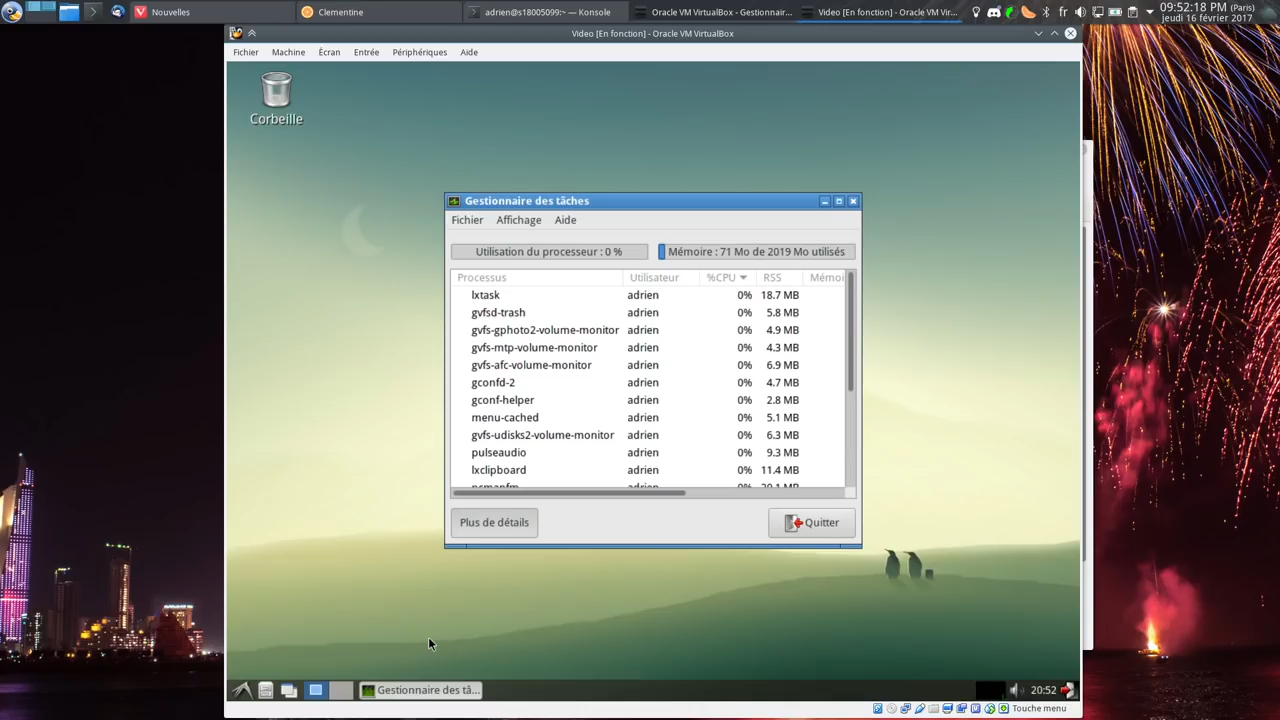 Nouvelles
Clementine
adrien@s18005099:~ — Konsole
Oracle VM VirtualBox - Gestionnair...
Video [En fonction] - Oracle VM Vir...
fr
09:52:18 PM (Paris)
jeudi 16 février 2017
Video [En fonction] - Oracle VM VirtualBox
Fichier Machine Écran Entrée Périphériques Aide
Corbeille
Gestionnaire des tâches
Fichier Affichage Aide
Utilisation du processeur : 0 % Mémoire : 71 Mo de 2019 Mo utilisés
Processus Utilisateur %CPU RSS Mémoi
lxtask adrien 0% 18.7 MB
gvfsd-trash adrien 0% 5.8 MB
gvfs-gphoto2-volume-monitor adrien 0% 4.9 MB
gvfs-mtp-volume-monitor adrien 0% 4.3 MB
gvfs-afc-volume-monitor adrien 0% 6.9 MB
gconfd-2 adrien 0% 4.7 MB
gconf-helper adrien 0% 2.8 MB
menu-cached adrien 0% 5.1 MB
gvfs-udisks2-volume-monitor adrien 0% 6.3 MB
pulseaudio adrien 0% 9.3 MB
lxclipboard adrien 0% 11.4 MB
Plus de détails Quitter
Gestionnaire des tâ...
20:52
Touche menu